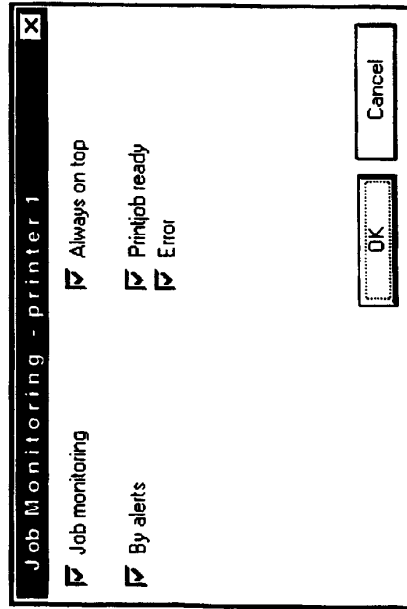 Job Monitoring - printer 1
Job monitoring
Always on top
By alerts
Printjob ready
Error
OK
Cancel